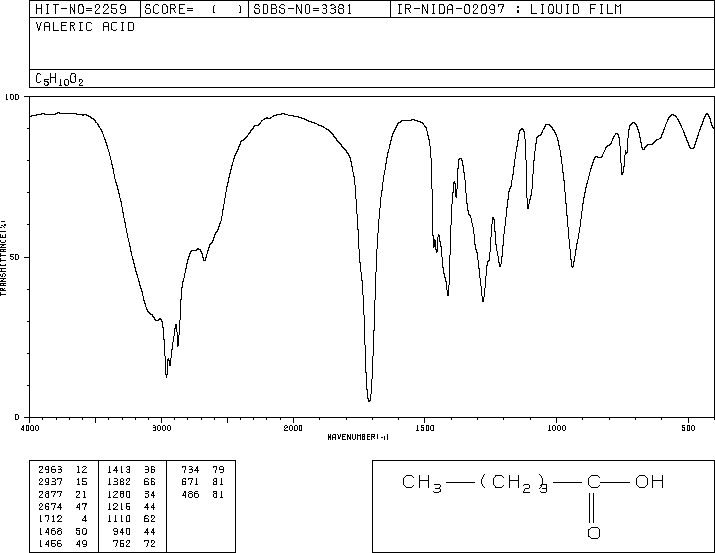 HIT-NO=2259 SCORE= ( ) SDBS-NO=3381 IR-NIDA-02097 : LIQUID FILM
VALERIC ACID
C5H10O2
100
50
0
TRANSMITTANCE(%)
4000 3000 2000 1500 1000 500
WAVENUMBER(-1)
2963 12 1413 36 734 79
2937 15 1382 66 671 81
2877 21 1280 34 486 81
2674 47 1216 44
1712 4 1110 62
1468 50 940 44
1466 49 762 72
CH3—(CH2)3—C—OH
O